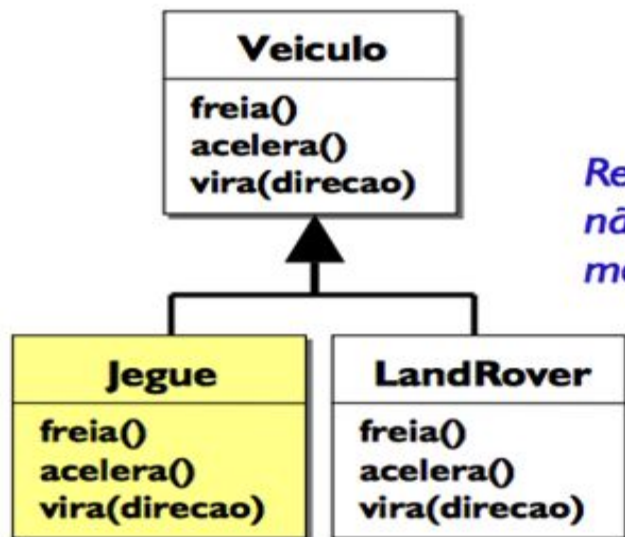 Veiculo
freia()
acelera()
vira(direcao)
Jegue
freia()
acelera()
vira(direcao)
LandRover
freia()
acelera()
vira(direcao)